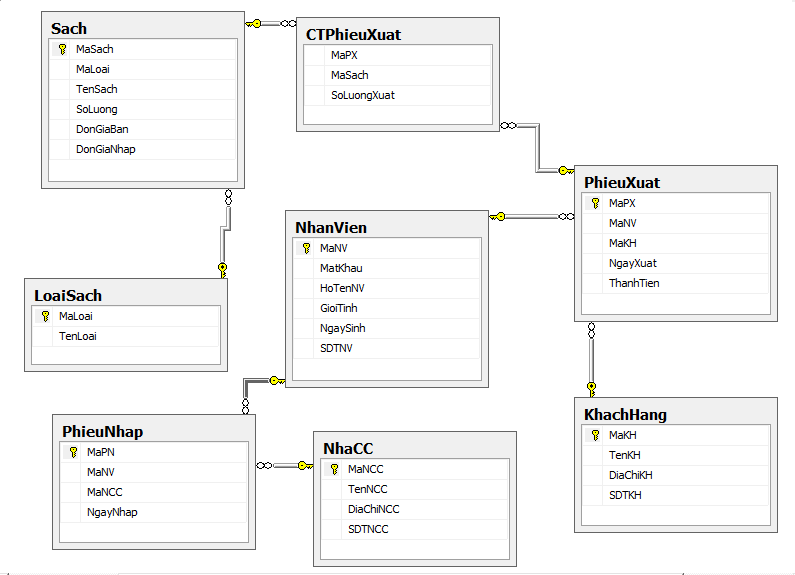 Sach
MaSach
MaLoai
TenSach
SoLuong
DonGiaBan
DonGiaNhap
CTPhieuXuat
MaPX
MaSach
SoLuongXuat
PhieuXuat
MaPX
MaNV
MaKH
NgayXuat
ThanhTien
NhanVien
MaNV
MatKhau
HoTenNV
GioiTinh
NgaySinh
SDTNV
LoaiSach
MaLoai
TenLoai
PhieuNhap
MaPN
MaNV
MaNCC
NgayNhap
NhaCC
MaNCC
TenNCC
DiaChiNCC
SDTNCC
KhachHang
MaKH
TenKH
DiaChiKH
SDTKH